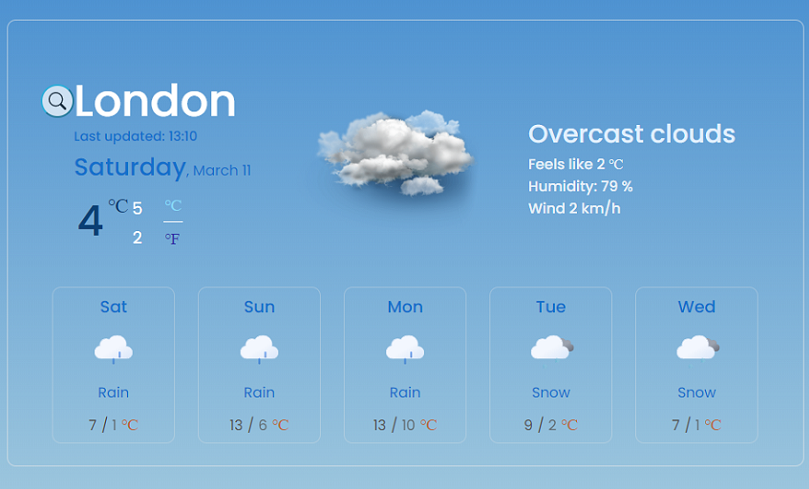 London
Last updated: 13:10
Saturday, March 11
4 °C 5 °C
2 °F
Overcast clouds
Feels like 2 °C
Humidity: 79 %
Wind 2 km/h
Sat
Rain
7 / 1 °C
Sun
Rain
13 / 6 °C
Mon
Rain
13 / 10 °C
Tue
Snow
9 / 2 °C
Wed
Snow
7 / 1 °C